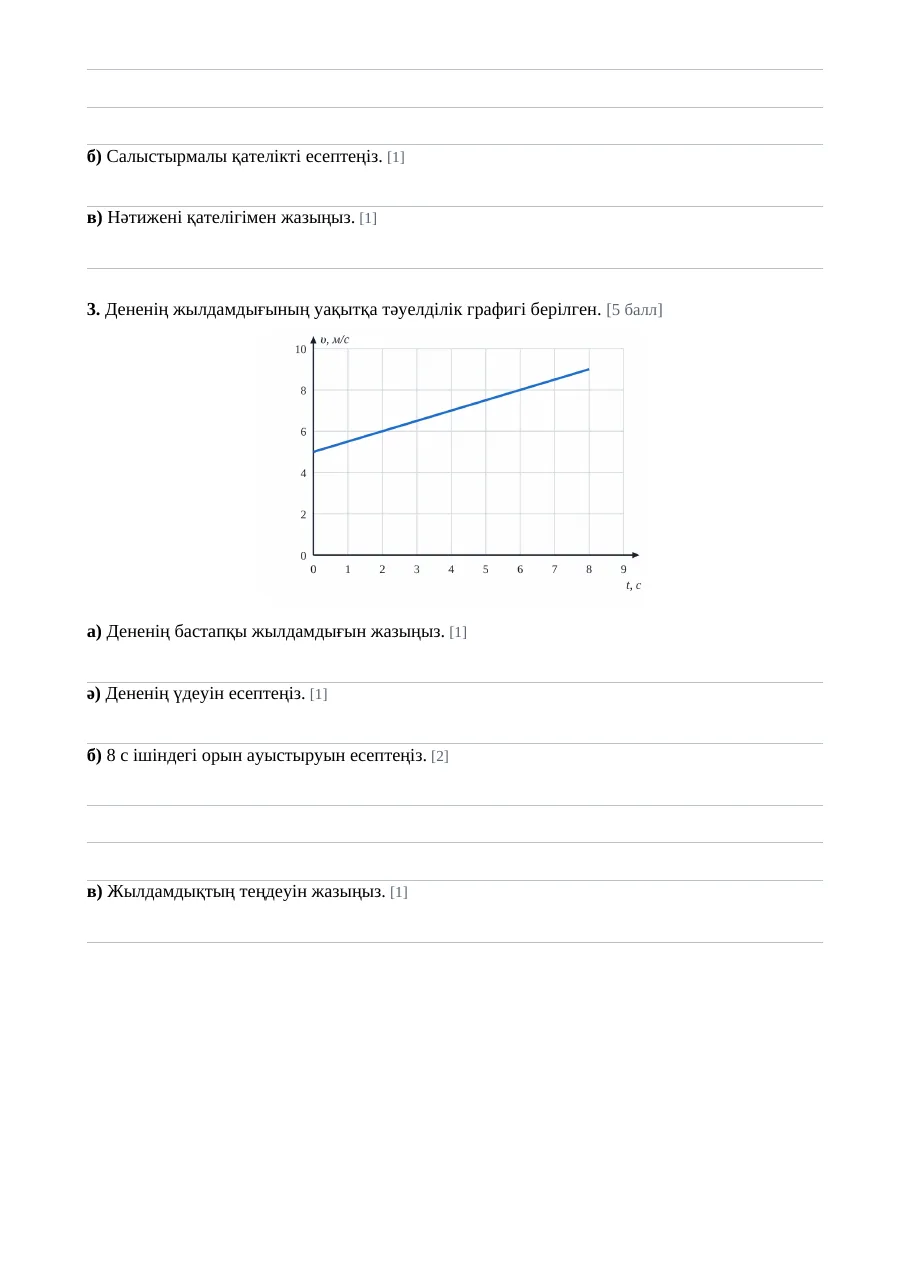 б) Салыстырмалы қателікті есептеңіз. [1]
в) Нәтижені қателігімен жазыңыз. [1]
3. Дененің жылдамдығының уақытқа тәуелділік графигі берілген. [5 балл]
υ, м/с
10
8
6
4
2
0
0 1 2 3 4 5 6 7 8 9
t, с
а) Дененің бастапқы жылдамдығын жазыңыз. [1]
ә) Дененің үдеуін есептеңіз. [1]
б) 8 с ішіндегі орын ауыстыруын есептеңіз. [2]
в) Жылдамдықтың теңдеуін жазыңыз. [1]